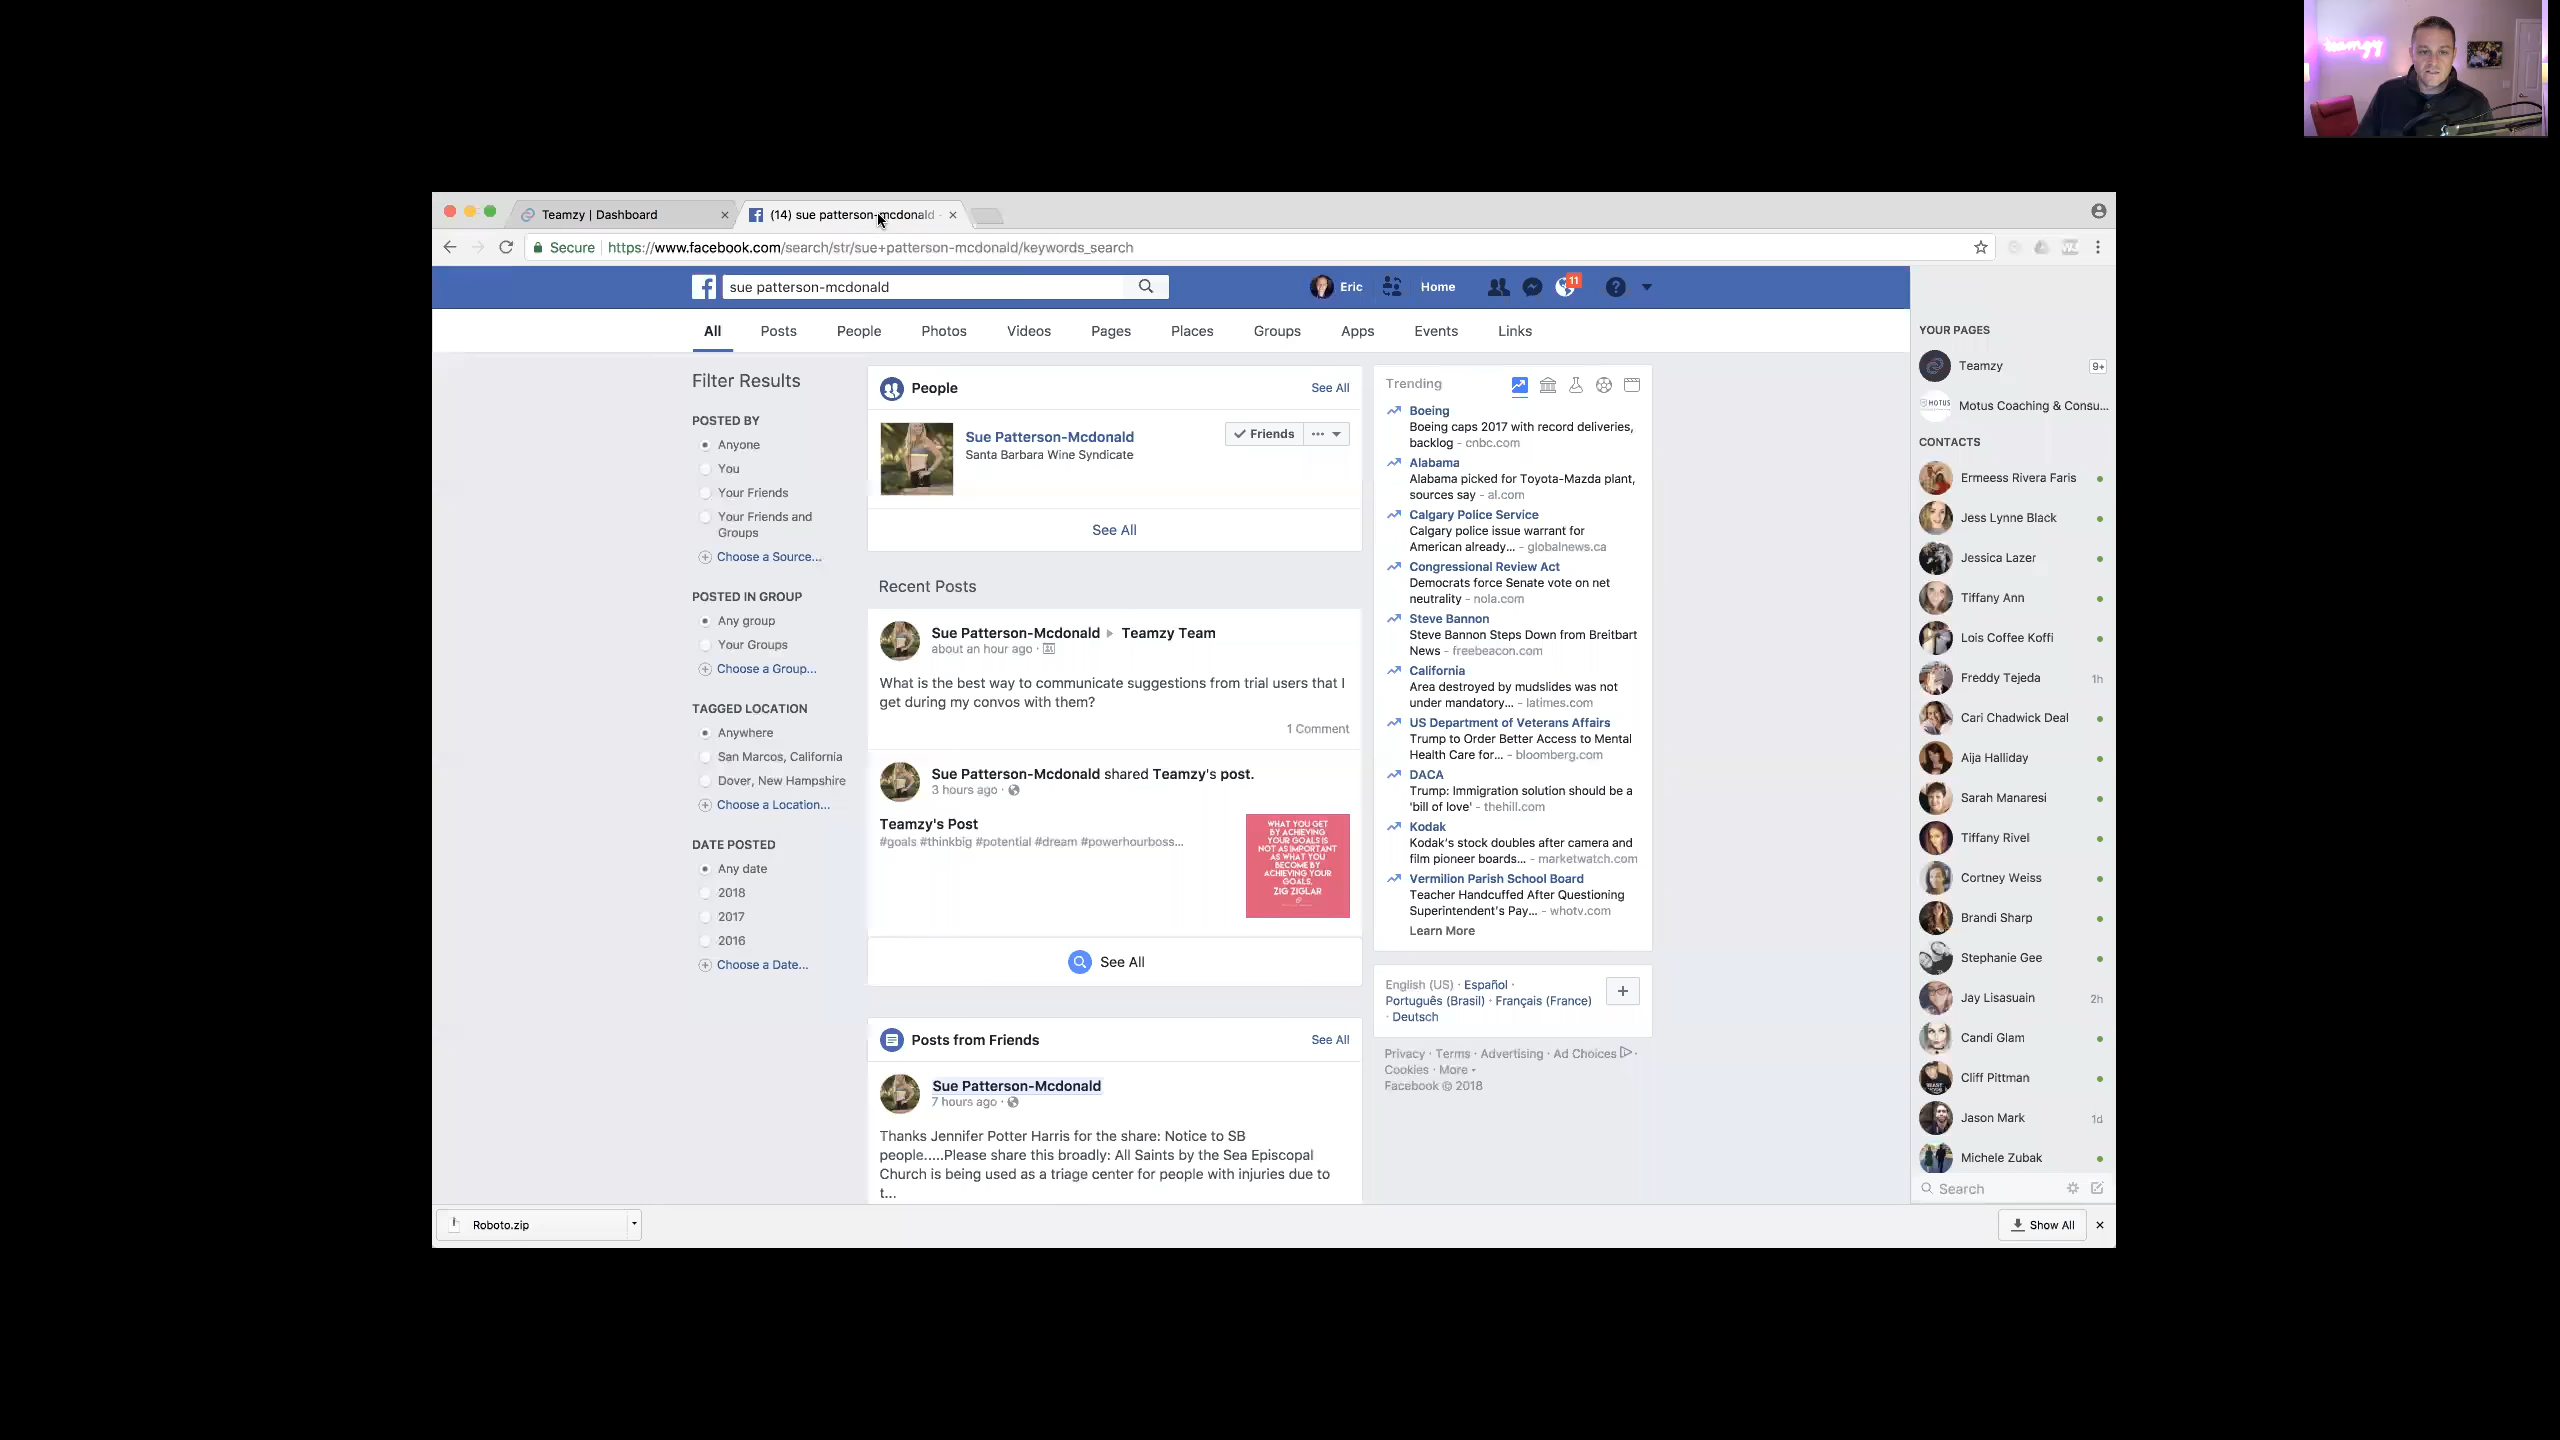 teamzy
Teamzy | Dashboard
(14) sue patterson-mcdonald -
Secure
https://www.facebook.com/search/str/sue+patterson-mcdonald/keywords_search
sue patterson-mcdonald
Eric
Home
11
All
Posts
People
Photos
Videos
Pages
Places
Groups
Apps
Events
Links
Filter Results
POSTED BY
Anyone
You
Your Friends
Your Friends and
Groups
Choose a Source...
POSTED IN GROUP
Any group
Your Groups
Choose a Group...
TAGGED LOCATION
Anywhere
San Marcos, California
Dover, New Hampshire
Choose a Location...
DATE POSTED
Any date
2018
2017
2016
Choose a Date...
People
See All
Sue Patterson-Mcdonald
Santa Barbara Wine Syndicate
Friends
See All
Recent Posts
Sue Patterson-Mcdonald Teamzy Team
about an hour ago ·
What is the best way to communicate suggestions from trial users that I
get during my convos with them?
1 Comment
Sue Patterson-Mcdonald shared Teamzy's post.
3 hours ago ·
Teamzy's Post
#goals #thinkbig #potential #dream #powerhourboss...
WHAT YOU GET
BY ACHIEVING
YOUR GOALS IS
NOT AS IMPORTANT
AS WHAT YOU
BECOME BY
ACHIEVING YOUR
GOALS.
ZIG ZIGLAR
See All
Posts from Friends
See All
Sue Patterson-Mcdonald
7 hours ago ·
Thanks Jennifer Potter Harris for the share: Notice to SB
people.....Please share this broadly: All Saints by the Sea Episcopal
Church is being used as a triage center for people with injuries due to
t...
Trending
Boeing
Boeing caps 2017 with record deliveries,
backlog - cnbc.com
Alabama
Alabama picked for Toyota-Mazda plant,
sources say - al.com
Calgary Police Service
Calgary police issue warrant for
American already... - globalnews.ca
Congressional Review Act
Democrats force Senate vote on net
neutrality - nola.com
Steve Bannon
Steve Bannon Steps Down from Breitbart
News - freebeacon.com
California
Area destroyed by mudslides was not
under mandatory... - latimes.com
US Department of Veterans Affairs
Trump to Order Better Access to Mental
Health Care for... - bloomberg.com
DACA
Trump: Immigration solution should be a
'bill of love' - thehill.com
Kodak
Kodak's stock doubles after camera and
film pioneer boards... - marketwatch.com
Vermilion Parish School Board
Teacher Handcuffed After Questioning
Superintendent's Pay... - whotv.com
Learn More
English (US) · Español ·
Português (Brasil) · Français (France)
· Deutsch
Privacy · Terms · Advertising · Ad Choices ·
Cookies · More
Facebook © 2018
YOUR PAGES
Teamzy
9+
MOTUS
Motus Coaching & Consu...
CONTACTS
Ermeess Rivera Faris
Jess Lynne Black
Jessica Lazer
Tiffany Ann
Lois Coffee Koffi
Freddy Tejeda 1h
Cari Chadwick Deal
Aija Halliday
Sarah Manaresi
Tiffany Rivel
Cortney Weiss
Brandi Sharp
Stephanie Gee
Jay Lisasuain 2h
Candi Glam
Cliff Pittman
Jason Mark 1d
Michele Zubak
Search
Roboto.zip
Show All